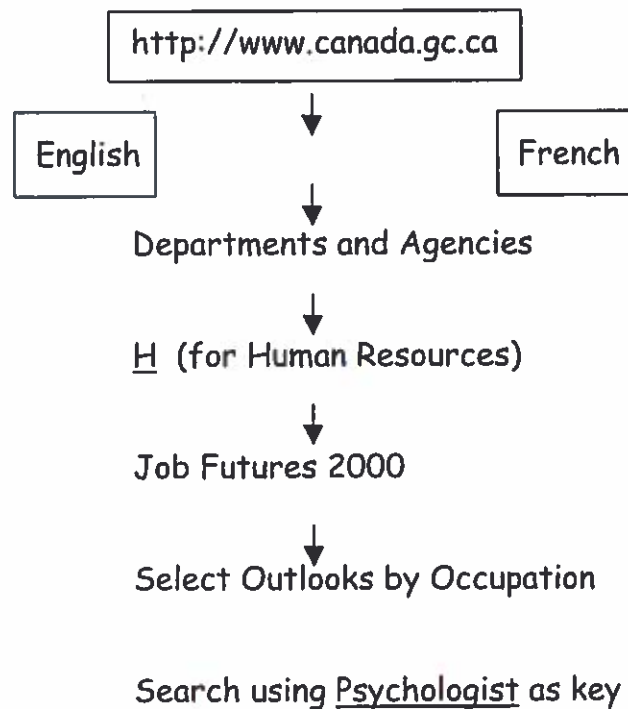 http://www.canada.gc.ca
English French
Departments and Agencies
H (for Human Resources)
Job Futures 2000
Select Outlooks by Occupation
Search using Psychologist as key